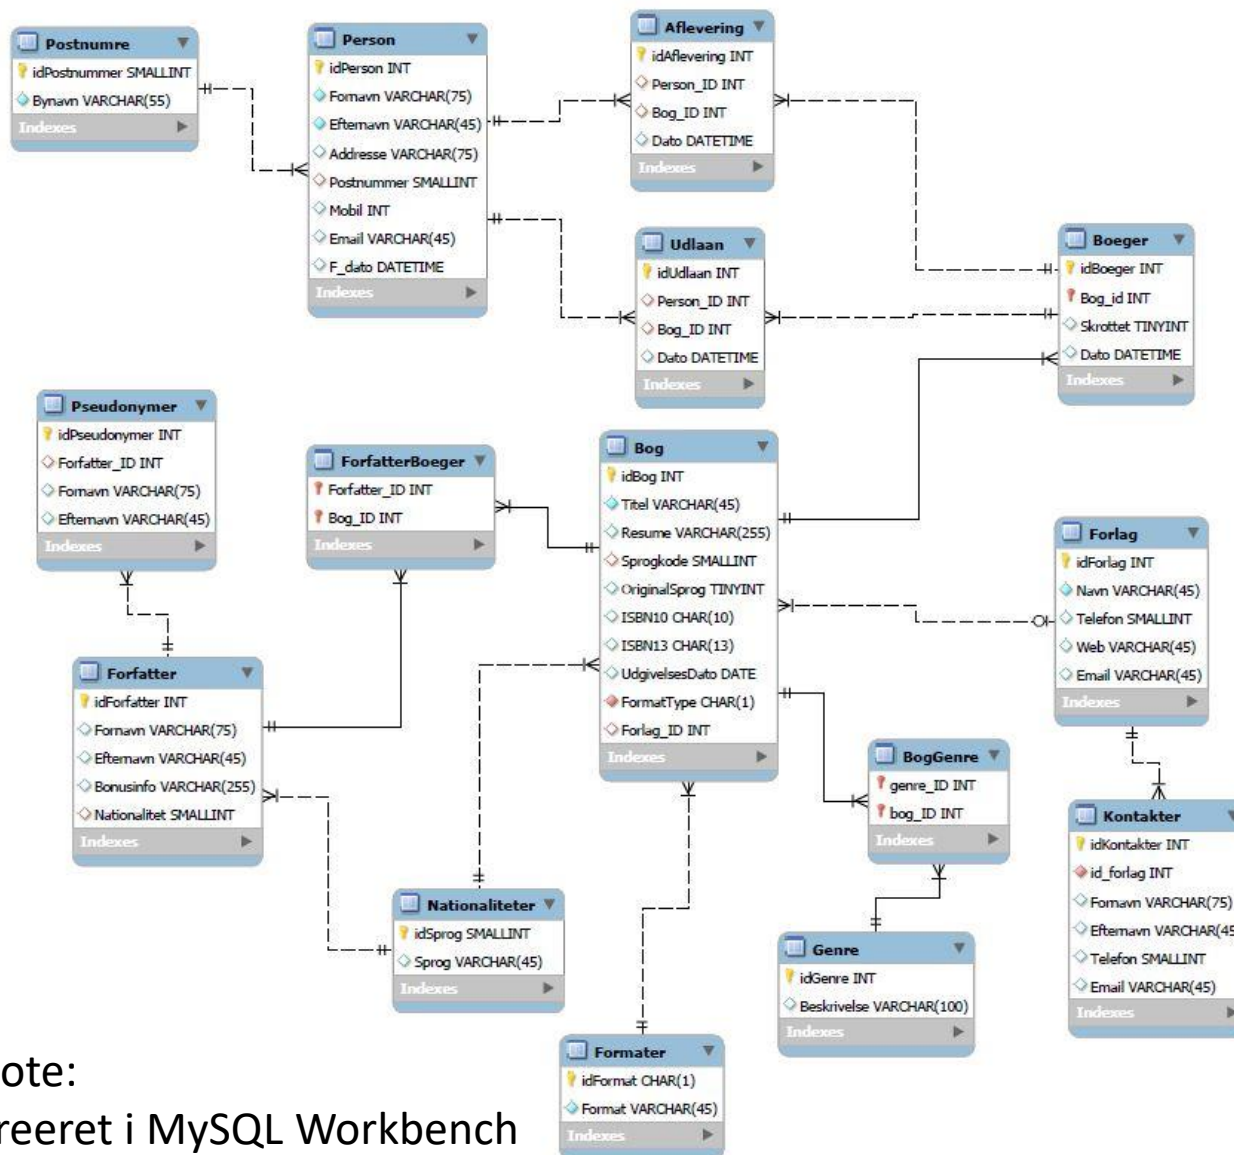 Postnumre
idPostnummer SMALLINT
Bynavn VARCHAR(55)
Indexes
Person
idPerson INT
Fornavn VARCHAR(75)
Efternavn VARCHAR(45)
Addresse VARCHAR(75)
Postnummer SMALLINT
Mobil INT
Email VARCHAR(45)
F_dato DATETIME
Indexes
Aflevering
idAflevering INT
Person_ID INT
Bog_ID INT
Dato DATETIME
Indexes
Udlaan
idUdlaan INT
Person_ID INT
Bog_ID INT
Dato DATETIME
Indexes
Boeger
idBoeger INT
Bog_id INT
Skrottet TINYINT
Dato DATETIME
Indexes
Pseudonymer
idPseudonymer INT
Forfatter_ID INT
Fornavn VARCHAR(75)
Efternavn VARCHAR(45)
Indexes
ForfatterBoeger
Forfatter_ID INT
Bog_ID INT
Indexes
Bog
idBog INT
Titel VARCHAR(45)
Resume VARCHAR(255)
Sprogkode SMALLINT
OriginalSprog TINYINT
ISBN10 CHAR(10)
ISBN13 CHAR(13)
UdgivelsesDato DATE
FormatType CHAR(1)
Forlag_ID INT
Indexes
Forlag
idForlag INT
Navn VARCHAR(45)
Telefon SMALLINT
Web VARCHAR(45)
Email VARCHAR(45)
Indexes
Forfatter
idForfatter INT
Fornavn VARCHAR(75)
Efternavn VARCHAR(45)
Bonusinfo VARCHAR(255)
Nationalitet SMALLINT
Indexes
BogGenre
genre_ID INT
bog_ID INT
Indexes
Kontakter
idKontakter INT
id_forlag INT
Fornavn VARCHAR(75)
Efternavn VARCHAR(45
Telefon SMALLINT
Email VARCHAR(45)
Indexes
Nationaliteter
idSprog SMALLINT
Sprog VARCHAR(45)
Indexes
Genre
idGenre INT
Beskrivelse VARCHAR(100)
Indexes
Formater
idFormat CHAR(1)
Format VARCHAR(45)
Indexes
ote:
reeret i MySQL Workbench